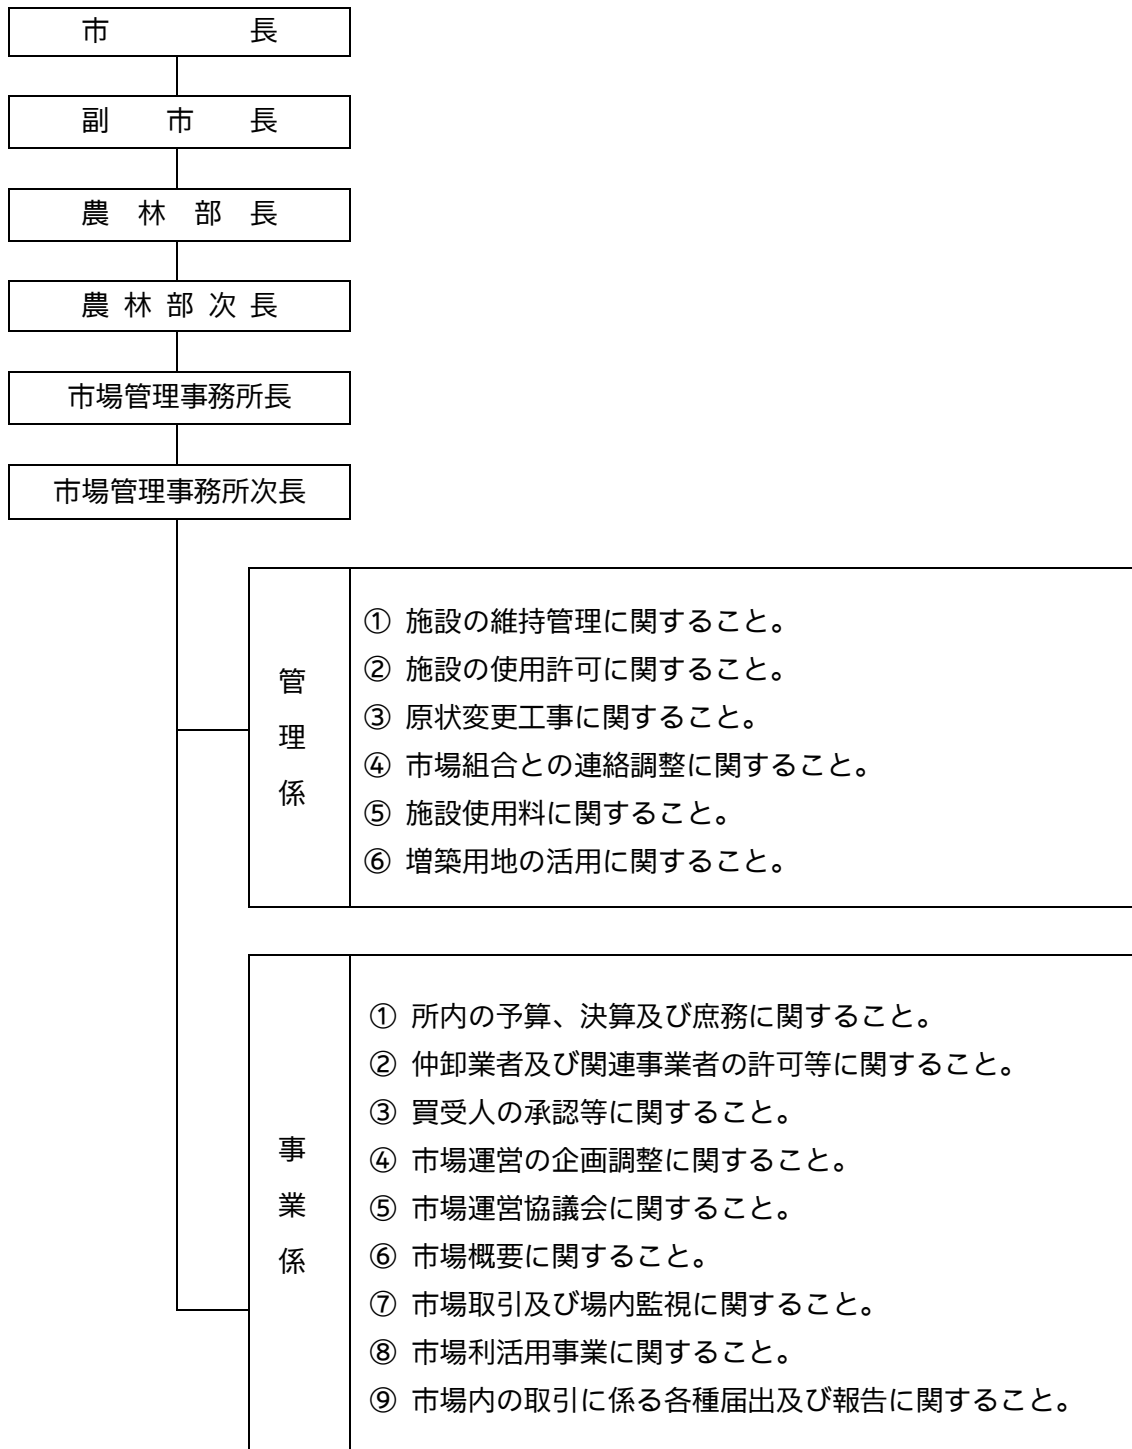 市長
副市長
農林部長
農林部次長
市場管理事務所長
市場管理事務所次長
管理係
① 施設の維持管理に関すること。
② 施設の使用許可に関すること。
③ 原状変更工事に関すること。
④ 市場組合との連絡調整に関すること。
⑤ 施設使用料に関すること。
⑥ 増築用地の活用に関すること。
事業係
① 所内の予算、決算及び庶務に関すること。
② 仲卸業者及び関連事業者の許可等に関すること。
③ 買受人の承認等に関すること。
④ 市場運営の企画調整に関すること。
⑤ 市場運営協議会に関すること。
⑥ 市場概要に関すること。
⑦ 市場取引及び場内監視に関すること。
⑧ 市場利活用事業に関すること。
⑨ 市場内の取引に係る各種届出及び報告に関すること。